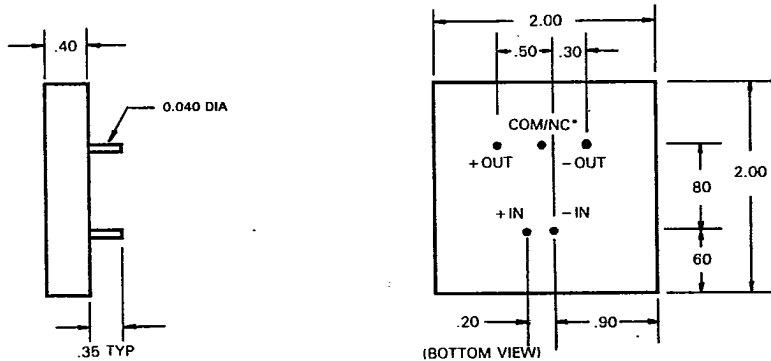 .40
0.040 DIA
.35 TYP
2.00
.50
.30
COM/NC*
+OUT
–OUT
+IN
–IN
80
2.00
60
.20
.90
(BOTTOM VIEW)